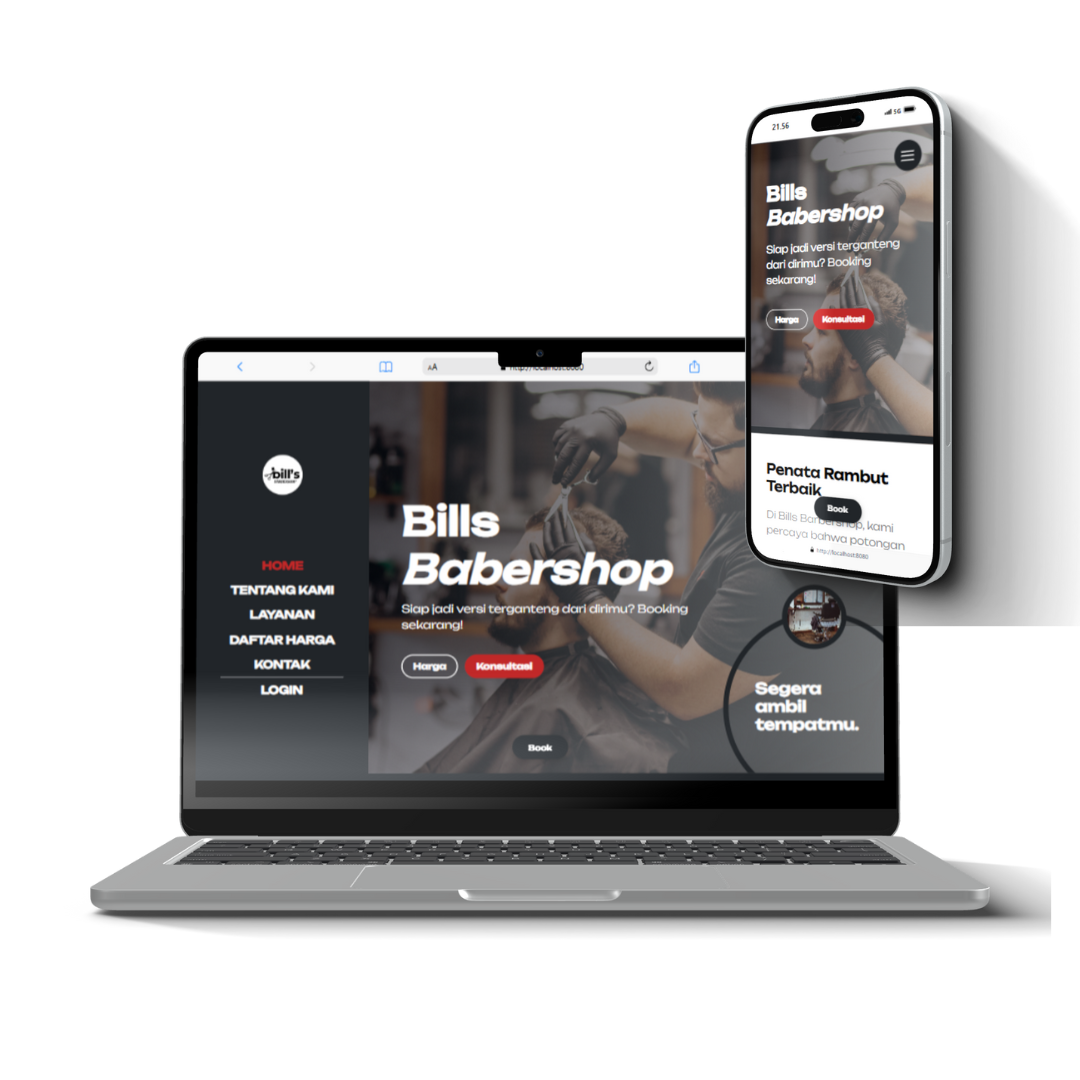 21.56
5G
Bills
Babershop
Siap jadi versi terganteng
dari dirimu? Booking
sekarang!
Harga
Konsultasi
Penata Rambut
Terbaik
Book
Di Bills Barbershop, kami
percaya bahwa potongan
http://localhost:8080
AA
http://localhost:8080
bill's
HOME
TENTANG KAMI
LAYANAN
DAFTAR HARGA
KONTAK
LOGIN
Bills
Babershop
Siap jadi versi terganteng dari dirimu? Booking
sekarang!
Harga
Konsultasi
Book
Segera
ambil
tempatmu.